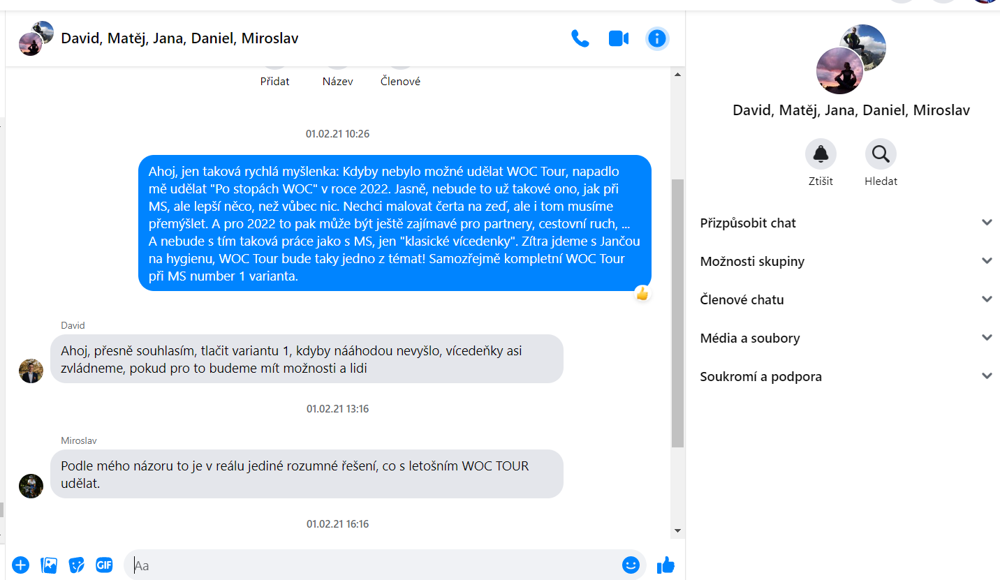 David, Matěj, Jana, Daniel, Miroslav
Přidat
Název
Členové
01.02.21 10:26
Ahoj, jen taková rychlá myšlenka: Kdyby nebylo možné udělat WOC Tour, napadlo
mě udělat "Po stopách WOC" v roce 2022. Jasně, nebude to už takové ono, jak při
MS, ale lepší něco, než vůbec nic. Nechci malovat čerta na zeď, ale i tom musíme
přemýšlet. A pro 2022 to pak může být ještě zajímavé pro partnery, cestovní ruch, ...
A nebude s tím taková práce jako s MS, jen "klasické vícedenky". Zítra jdeme s Jančou
na hygienu, WOC Tour bude taky jedno z témat! Samozřejmě kompletní WOC Tour
při MS number 1 varianta.
David
Ahoj, přesně souhlasím, tlačit variantu 1, kdyby nááhodou nevyšlo, vícedeňky asi
zvládneme, pokud pro to budeme mít možnosti a lidi
01.02.21 13:16
Miroslav
Podle mého názoru to je v reálu jediné rozumné řešení, co s letošním WOC TOUR
udělat.
01.02.21 16:16
GIF
Aa
David, Matěj, Jana, Daniel, Miroslav
Ztišit
Hledat
Přizpůsobit chat
Možnosti skupiny
Členové chatu
Média a soubory
Soukromí a podpora